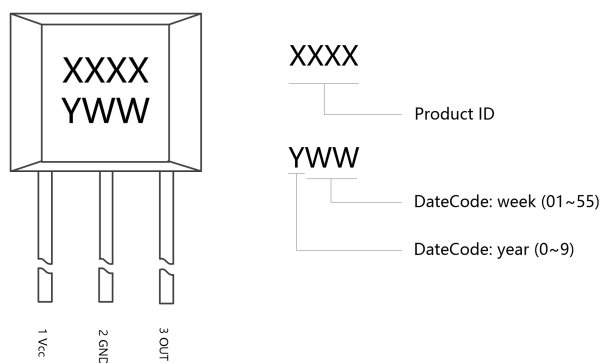 XXXX
YWW
1 Vcc
2 GND
3 OUT
XXXX
Product ID
YWW
DateCode: week (01~55)
DateCode: year (0~9)